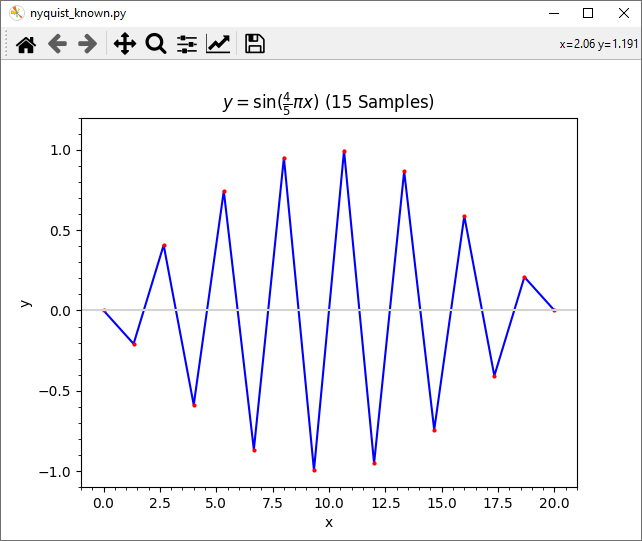 nyquist_known.py
x=2.06 y=1.191
y = sin(4/5 πx) (15 Samples)
1.0
0.5
0.0
−0.5
−1.0
y
0.0 2.5 5.0 7.5 10.0 12.5 15.0 17.5 20.0
x